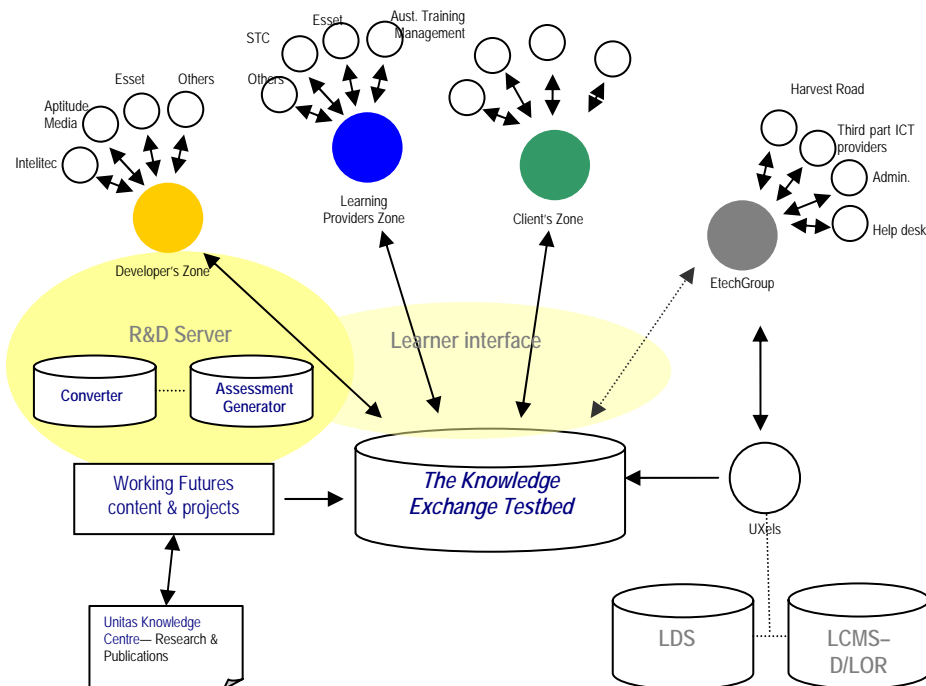 Aptitude
Media
Esset
Others
Intelitec
Developer's Zone
STC
Esset
Aust. Training
Management
Others
Learning
Providers Zone
Client's Zone
Harvest Road
Third part ICT
providers
Admin.
Help desk
EtechGroup
R&D Server
Learner interface
Converter
Assessment
Generator
Working Futures
content & projects
The Knowledge
Exchange Testbed
UXels
Unitas Knowledge
Centre— Research &
Publications
LDS
LCMS–
D/LOR